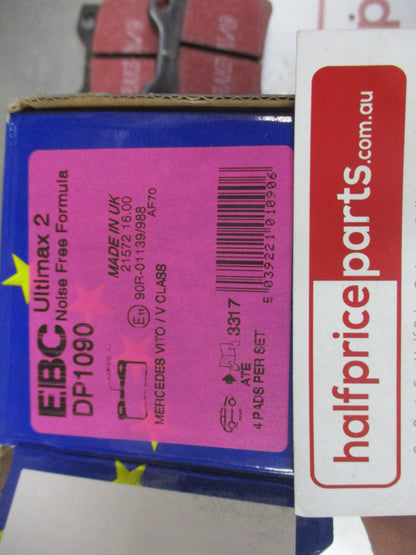 EBC Ultimax 2
Noise Free Formula
DP1090
MADE IN UK
21572 16.00
E11 90R-01139/988
AF70
MERCEDES VITO / V CLASS
3317
ATE
4 PADS PER SET
5 039221 010906
halfpriceparts.com.au